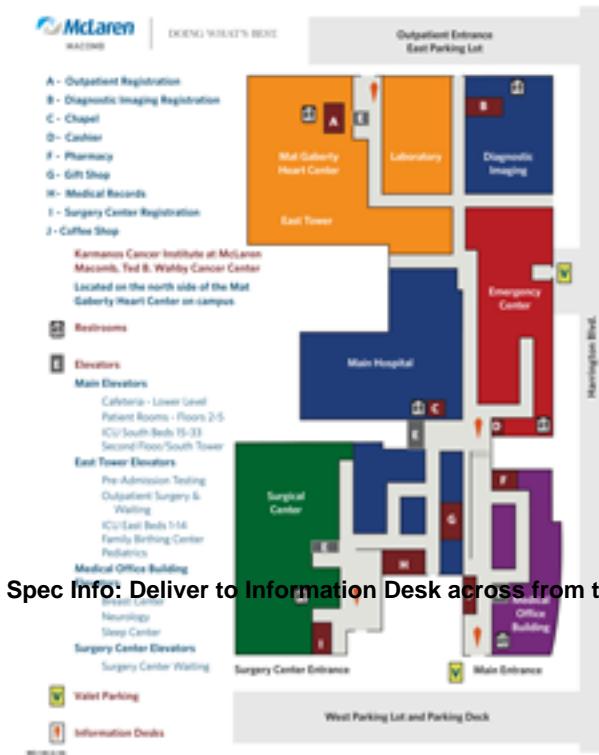 McLaren
MACOMB
DOING WHAT'S BEST
Outpatient Entrance
East Parking Lot
A - Outpatient Registration
B - Diagnostic Imaging Registration
C - Chapel
D - Cashier
F - Pharmacy
G - Gift Shop
H - Medical Records
I - Surgery Center Registration
J - Coffee Shop
Karmanos Cancer Institute at McLaren
Macomb, Ted B. Wahby Cancer Center
Located on the north side of the Mat
Gaberty Heart Center on campus
Restrooms
E Elevators
Main Elevators
Cafeteria - Lower Level
Patient Rooms - Floors 2-5
ICU South Beds 15-33
Second Floor/South Tower
East Tower Elevators
Pre-Admission Testing
Outpatient Surgery &
Waiting
ICU East Beds 1-14
Family Birthing Center
Pediatrics
Medical Office Building
Spec Info: Deliver to Information Desk across from t
Breast Center
Neurology
Sleep Center
Surgery Center Elevators
Surgery Center Waiting
V Valet Parking
Information Desks
A
E
B
Mat Gaberty
Heart Center
Laboratory
Diagnostic
Imaging
East Tower
Emergency
Center
V
Harrington Blvd.
Main Hospital
C
D
E
Surgical
Center
F
G
E
H
Medical
Office
Building
I
Surgery Center Entrance
V
Main Entrance
West Parking Lot and Parking Deck